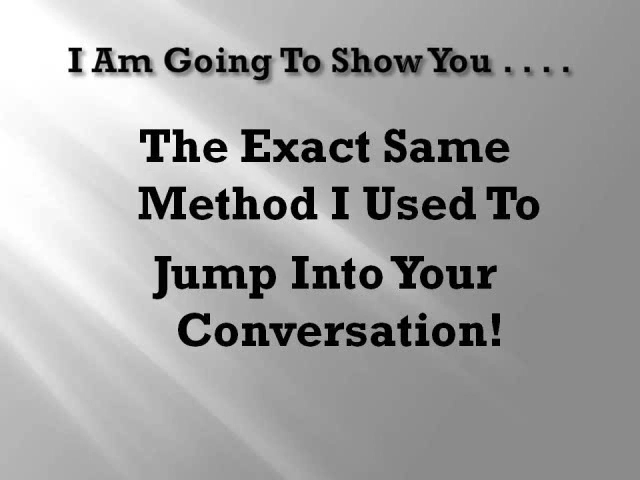 I Am Going To Show You . . . .
The Exact Same
Method I Used To
Jump Into Your
Conversation!